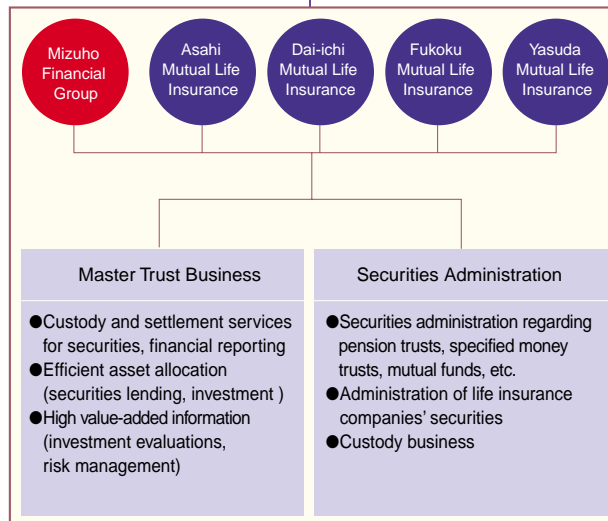 Mizuho
Financial
Group
Asahi
Mutual Life
Insurance
Dai-ichi
Mutual Life
Insurance
Fukoku
Mutual Life
Insurance
Yasuda
Mutual Life
Insurance
Master Trust Business
●Custody and settlement services
for securities, financial reporting
●Efficient asset allocation
(securities lending, investment )
●High value-added information
(investment evaluations,
risk management)
Securities Administration
●Securities administration regarding
pension trusts, specified money
trusts, mutual funds, etc.
●Administration of life insurance
companies’ securities
●Custody business